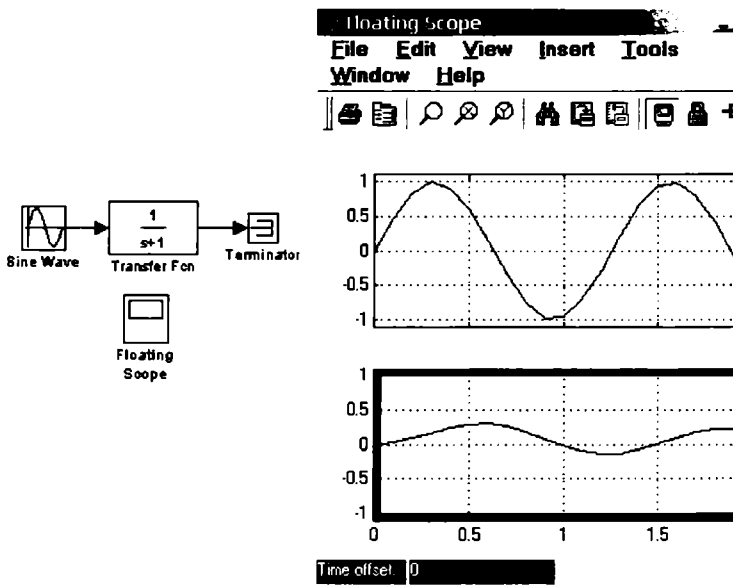 Floating Scope
File Edit View Insert Tools
Window Help
1
0.5
0
-0.5
-1
1
s+1
Sine Wave
Transfer Fcn
Terminator
Floating
Scope
1
0.5
0
-0.5
-1
0 0.5 1 1.5
Time offset: 0